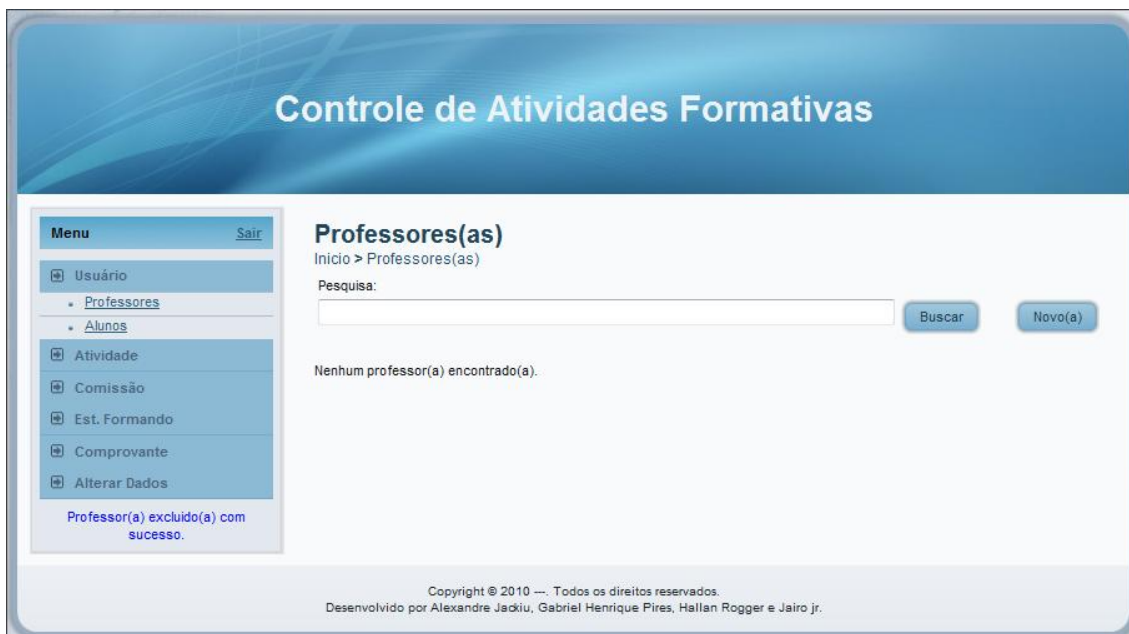 Controle de Atividades Formativas
Menu
Sair
Usuário
Professores
Alunos
Atividade
Comissão
Est. Formando
Comprovante
Alterar Dados
Professor(a) excluido(a) com
sucesso.
Professores(as)
Inicio > Professores(as)
Pesquisa:
Buscar
Novo(a)
Nenhum professor(a) encontrado(a).
Copyright © 2010 ---. Todos os direitos reservados.
Desenvolvido por Alexandre Jackiu, Gabriel Henrique Pires, Hallan Rogger e Jairo jr.